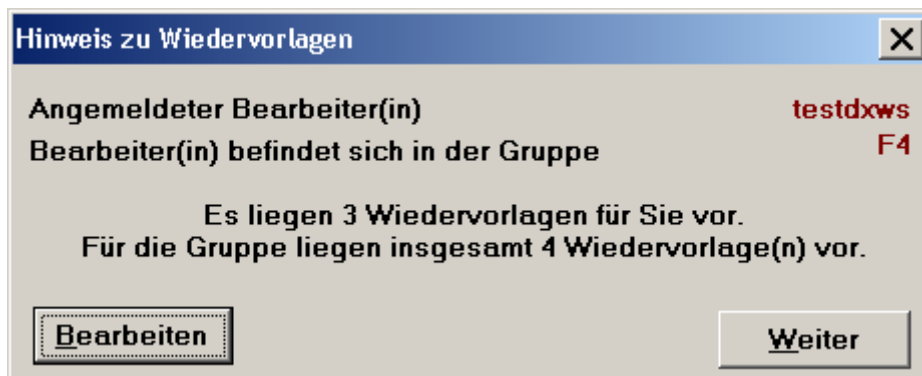 Hinweis zu Wiedervorlagen
Angemeldeter Bearbeiter(in) testdxws
Bearbeiter(in) befindet sich in der Gruppe F4
Es liegen 3 Wiedervorlagen für Sie vor.
Für die Gruppe liegen insgesamt 4 Wiedervorlage(n) vor.
Bearbeiten Weiter